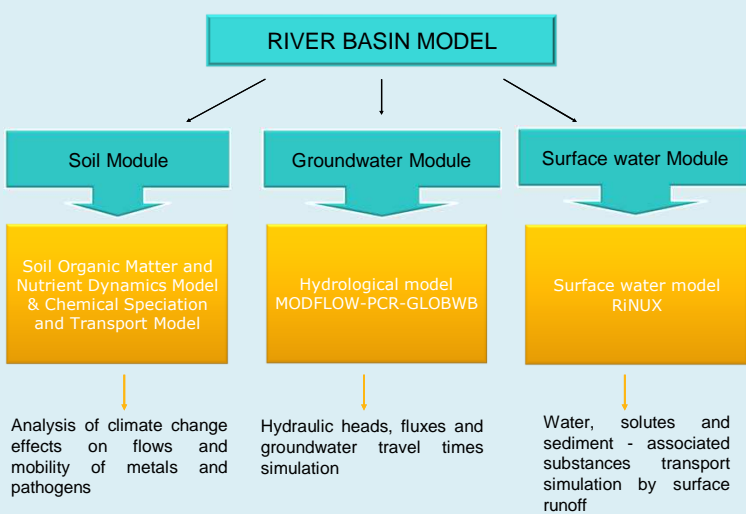 RIVER BASIN MODEL
Soil Module
Groundwater Module
Surface water Module
Soil Organic Matter and
Nutrient Dynamics Model
& Chemical Speciation
and Transport Model
Hydrological model
MODFLOW-PCR-GLOBWB
Surface water model
RiNUX
Analysis of climate change
effects on flows and
mobility of metals and
pathogens
Hydraulic heads, fluxes and
groundwater travel times
simulation
Water, solutes and
sediment - associated
substances transport
simulation by surface
runoff